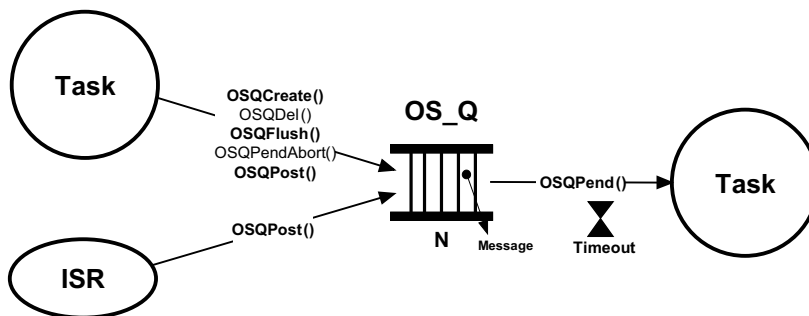 Task
OSQCreate()
OSQDel()
OSQFlush()
OSQPendAbort()
OSQPost()
OS_Q
OSQPend()
Task
Timeout
N
Message
OSQPost()
ISR